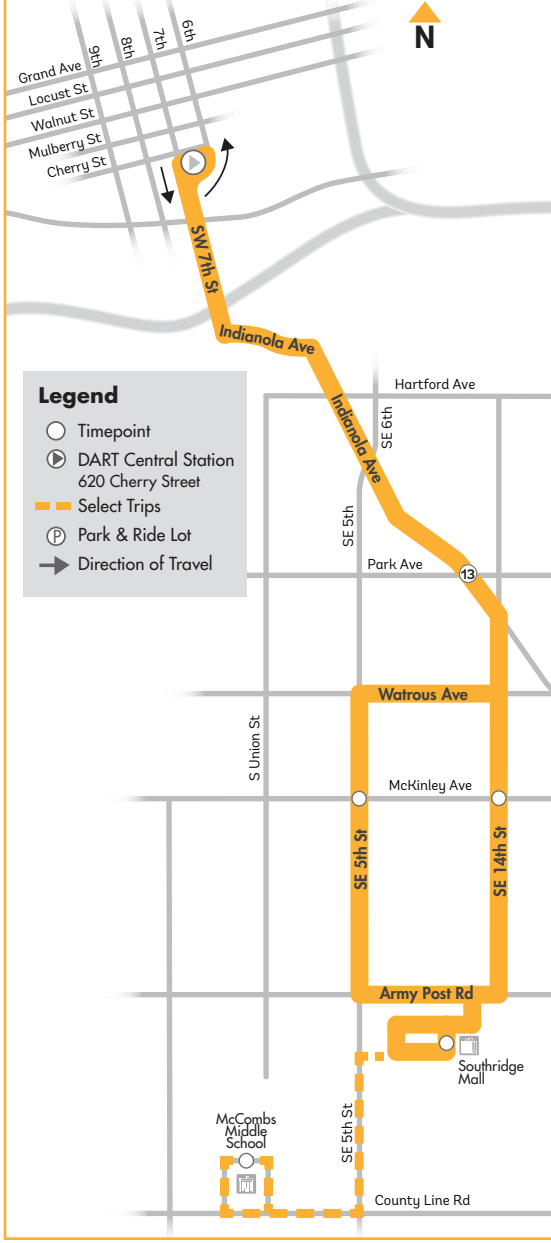 N
6th
7th
8th
9th
Grand Ave
Locust St
Walnut St
Mulberry St
Cherry St
SW 7th St
Indianola Ave
Indianola Ave
Hartford Ave
SE 6th
Legend
Timepoint
DART Central Station
620 Cherry Street
Select Trips
P Park & Ride Lot
Direction of Travel
SE 5th
Park Ave
13
Watrous Ave
S Union St
McKinley Ave
SE 5th St
SE 14th St
Army Post Rd
Southridge
Mall
McCombs
Middle
School
SE 5th St
County Line Rd